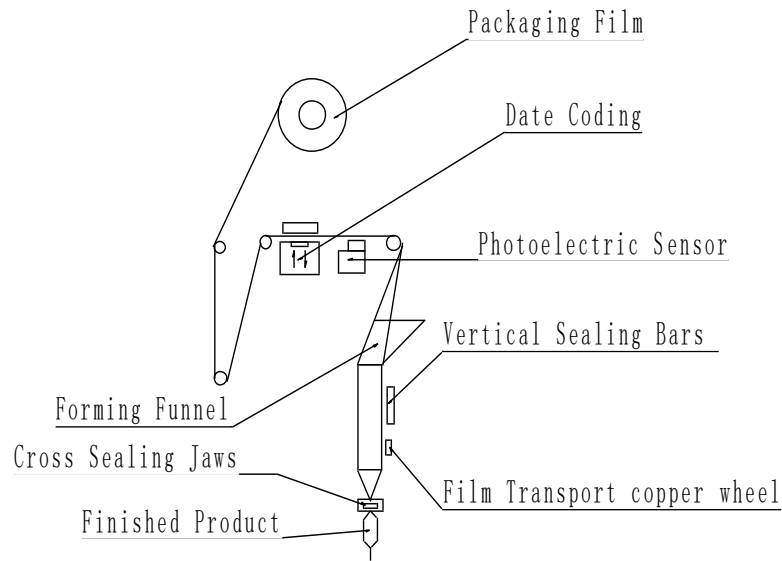 Packaging Film
Date Coding
Photoelectric Sensor
Vertical Sealing Bars
Forming Funnel
Cross Sealing Jaws
Film Transport copper wheel
Finished Product